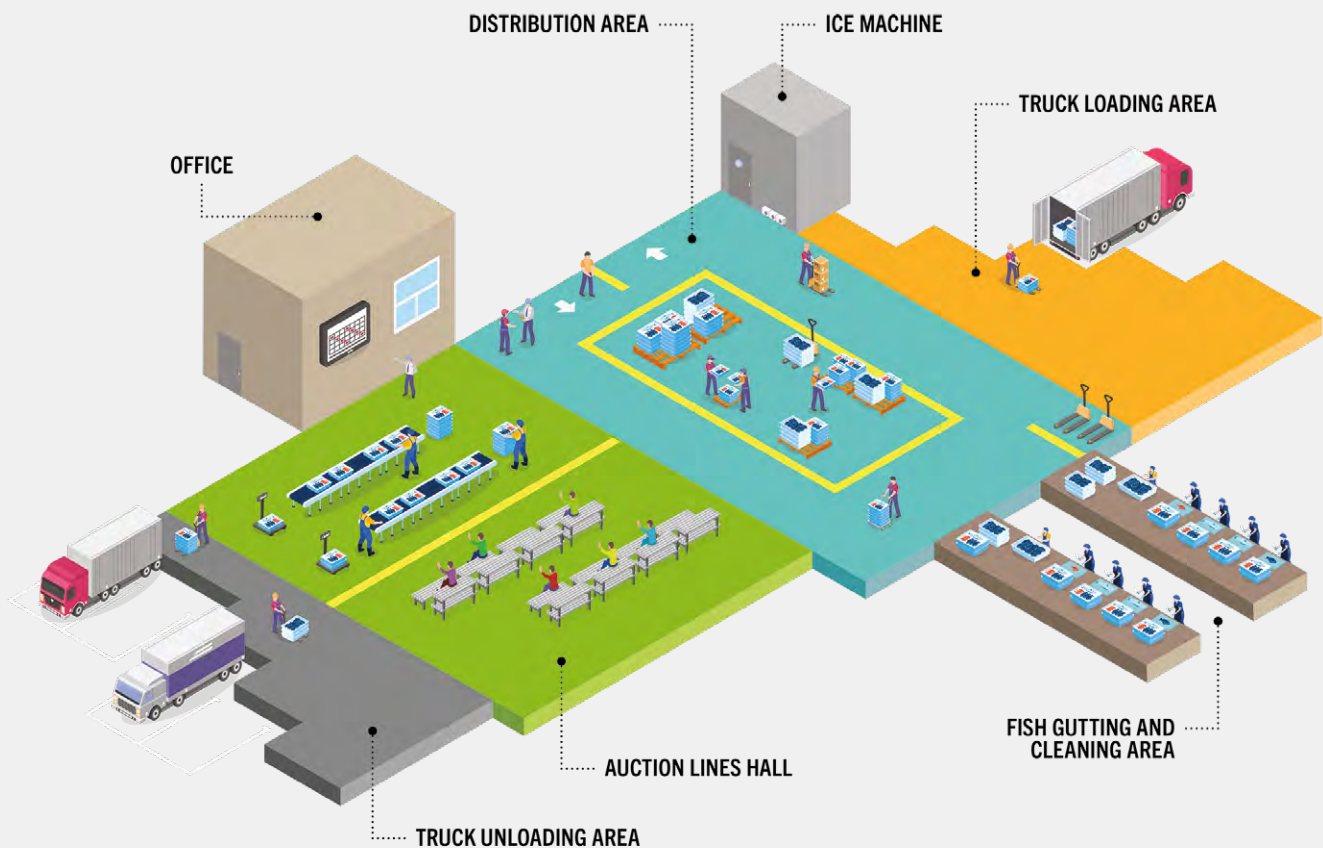 DISTRIBUTION AREA
ICE MACHINE
TRUCK LOADING AREA
OFFICE
FISH GUTTING AND
CLEANING AREA
AUCTION LINES HALL
TRUCK UNLOADING AREA